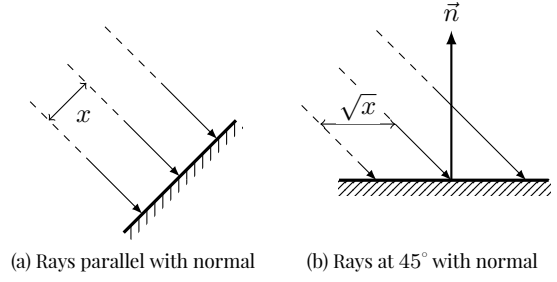 n⃗
x
√x
(a) Rays parallel with normal
(b) Rays at 45° with normal